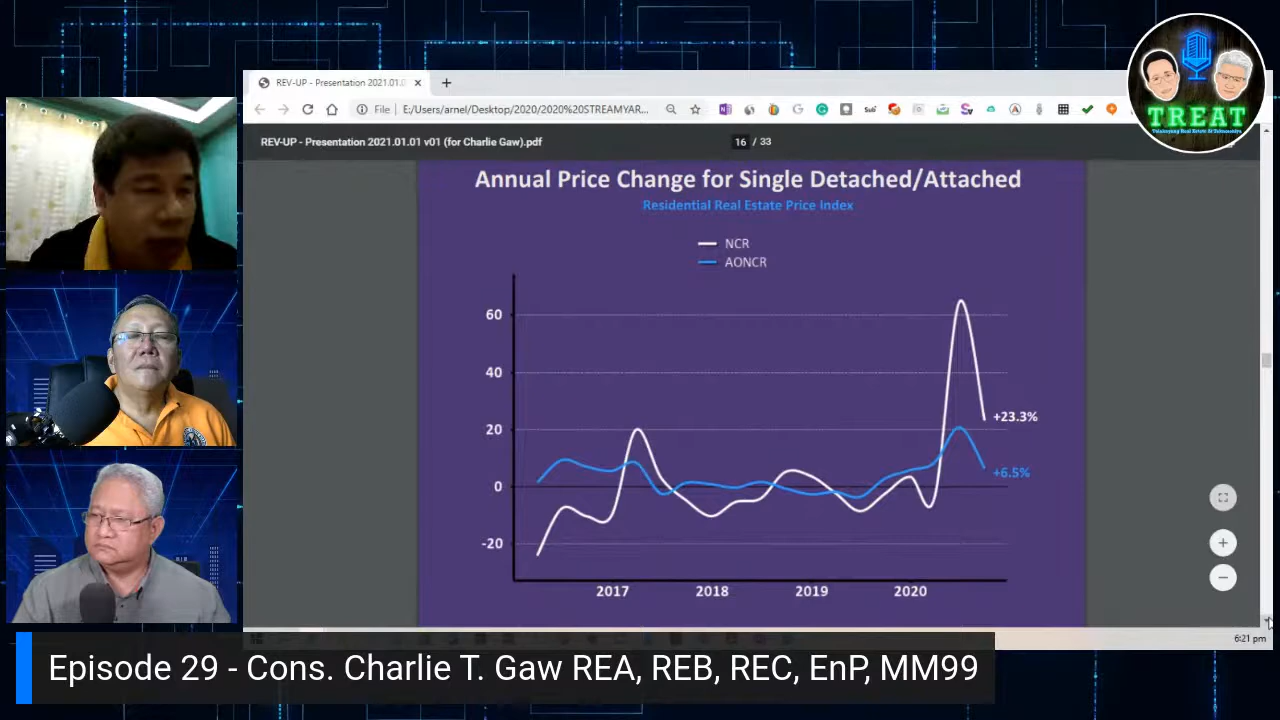 REV-UP - Presentation 2021.01.0
File
E:/Users/arnel/Desktop/2020/2020%20STREAMYAR...
REV-UP - Presentation 2021.01.01 v01 (for Charlie Gaw).pdf
16 / 33
TREAT
Annual Price Change for Single Detached/Attached
Residential Real Estate Price Index
NCR
AONCR
60
40
20
0
-20
+23.3%
+6.5%
2017
2018
2019
2020
6:21 pm
Episode 29 - Cons. Charlie T. Gaw REA, REB, REC, EnP, MM99